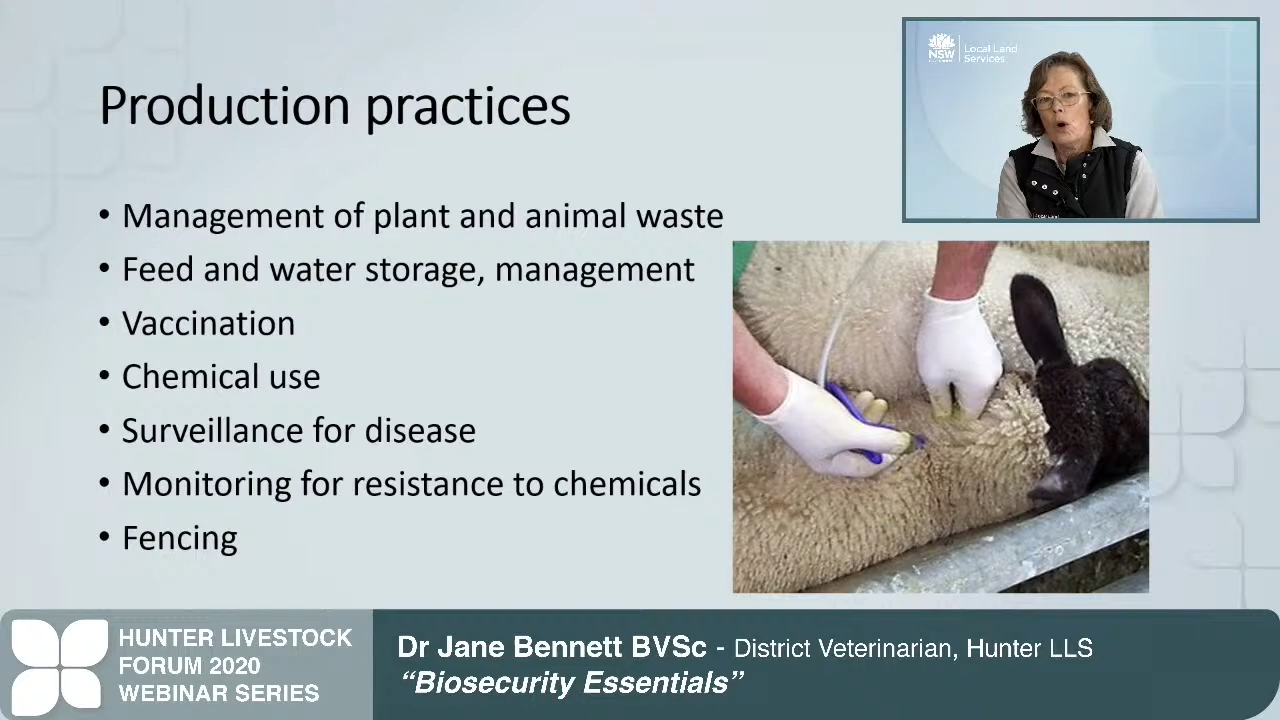 Production practices
NSW
Local Land
Services
• Management of plant and animal waste
• Feed and water storage, management
• Vaccination
• Chemical use
• Surveillance for disease
• Monitoring for resistance to chemicals
• Fencing
HUNTER LIVESTOCK
FORUM 2020
WEBINAR SERIES
Dr Jane Bennett BVSc - District Veterinarian, Hunter LLS
“Biosecurity Essentials”